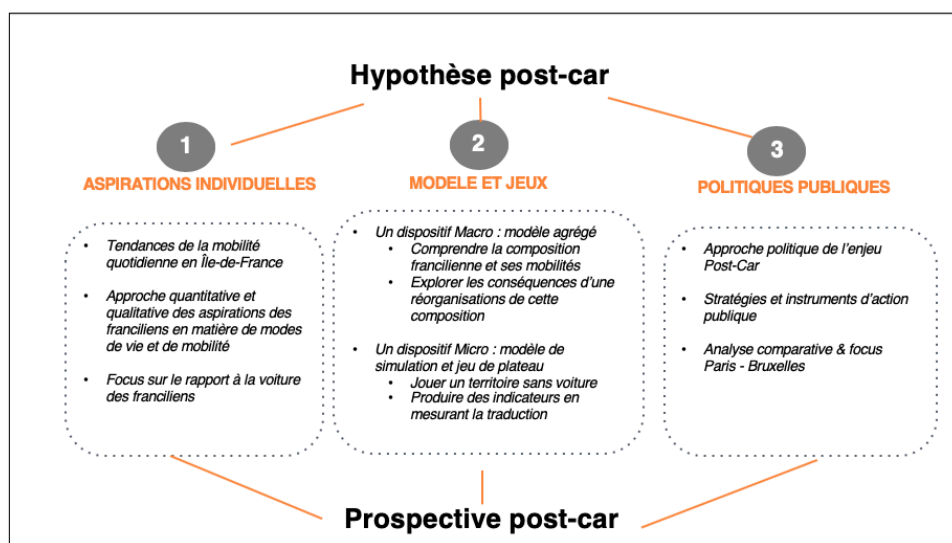 Hypothèse post-car
1
ASPIRATIONS INDIVIDUELLES
• Tendances de la mobilité
quotidienne en Île-de-France
• Approche quantitative et
qualitative des aspirations des
franciliens en matière de modes
de vie et de mobilité
• Focus sur le rapport à la voiture
des franciliens
2
MODELE ET JEUX
• Un dispositif Macro : modèle agrégé
• Comprendre la composition
francilienne et ses mobilités
• Explorer les conséquences d'une
réorganisations de cette
composition
• Un dispositif Micro : modèle de
simulation et jeu de plateau
• Jouer un territoire sans voiture
• Produire des indicateurs en
mesurant la traduction
3
POLITIQUES PUBLIQUES
• Approche politique de l'enjeu
Post-Car
• Stratégies et instruments d'action
publique
• Analyse comparative & focus
Paris - Bruxelles
Prospective post-car